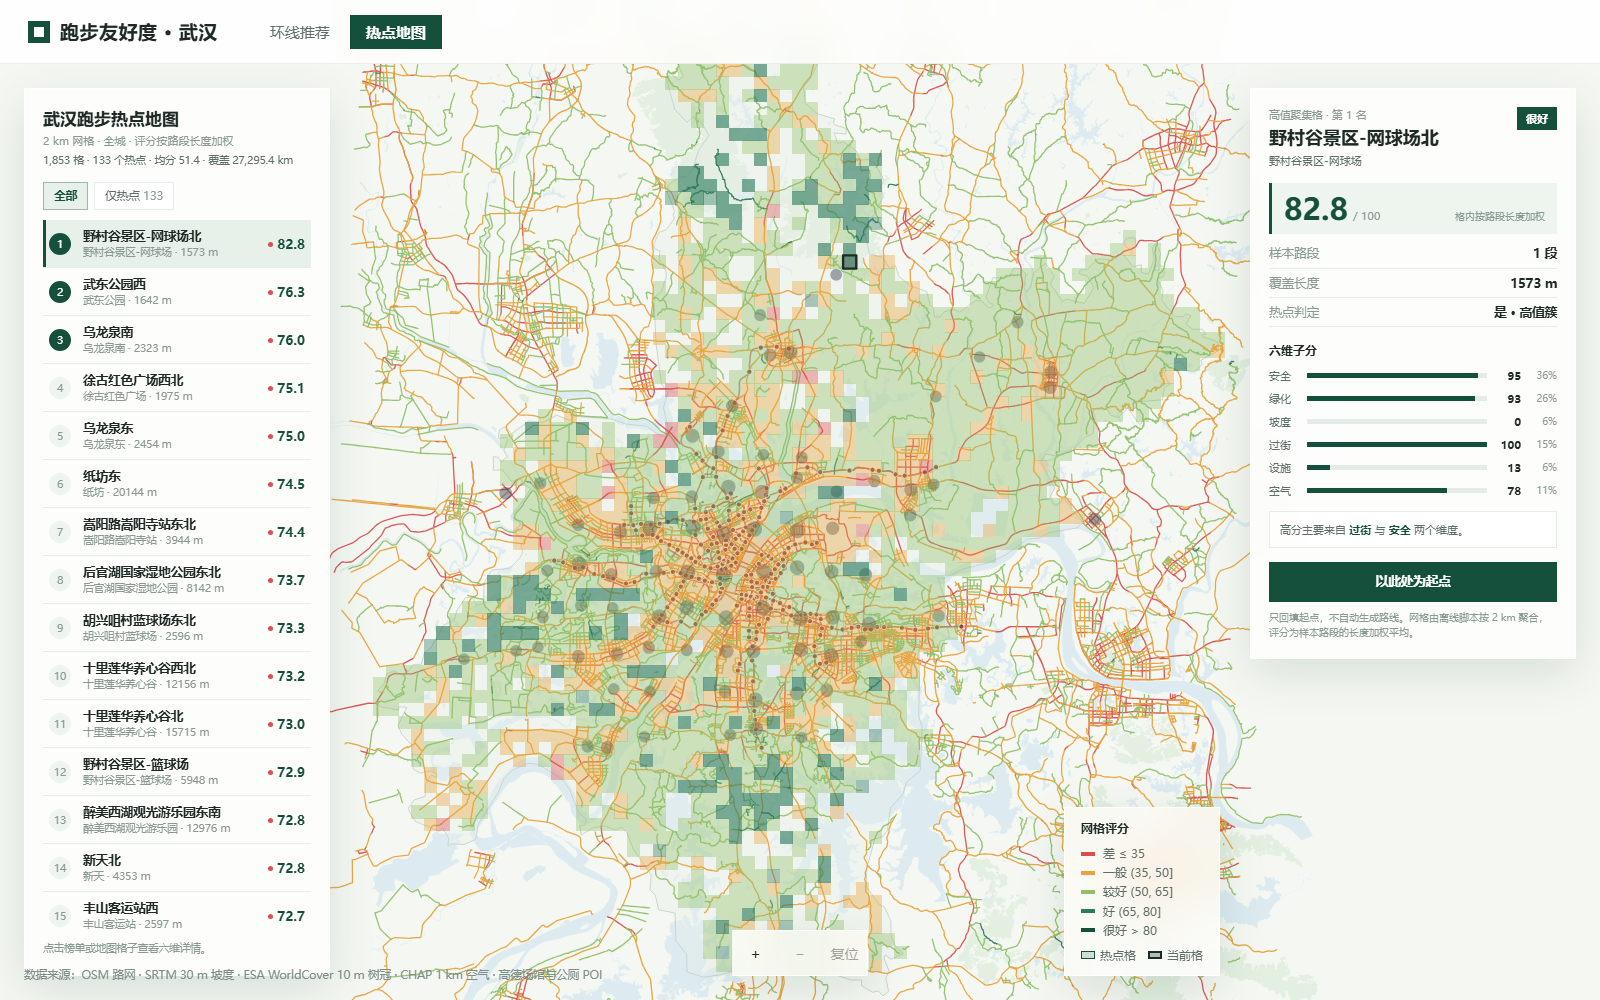 跑步友好度 • 武汉
环线推荐
热点地图
武汉跑步热点地图
2 km 网格 · 全城 · 评分按路段长度加权
1,853 格 · 133 个热点 · 均分 51.4 · 覆盖 27,295.4 km
全部
仅热点 133
1 野村谷景区-网球场北 82.8
野村谷景区-网球场 · 1573 m
2 武东公园西 76.3
武东公园 · 1642 m
3 乌龙泉南 76.0
乌龙泉南 · 2323 m
4 徐古红色广场西北 75.1
徐古红色广场 · 1975 m
5 乌龙泉东 75.0
乌龙泉东 · 2454 m
6 纸坊东 74.5
纸坊 · 20144 m
7 嵩阳路嵩阳寺站东北 74.4
嵩阳路嵩阳寺站 · 3944 m
8 后官湖国家湿地公园东北 73.7
后官湖国家湿地公园 · 8142 m
9 胡兴咀村篮球场东北 73.3
胡兴咀村篮球场 · 2596 m
10 十里莲华养心谷西北 73.2
十里莲华养心谷 · 12156 m
11 十里莲华养心谷北 73.0
十里莲华养心谷 · 15715 m
12 野村谷景区-篮球场 72.9
野村谷景区-篮球场 · 5948 m
13 醉美西湖观光游乐园东南 72.8
醉美西湖观光游乐园 · 12976 m
14 新天北 72.8
新天 · 4353 m
15 丰山客运站西 72.7
丰山客运站 · 2597 m
点击榜单或地图格子查看六维详情。
数据来源：OSM 路网 · SRTM 30 m 坡度 · ESA WorldCover 10 m 树冠 · CHAP 1 km 空气 · 高德场馆与公厕 POI
+
−
复位
网格评分
差 ≤ 35
一般 (35, 50]
较好 (50, 65]
好 (65, 80]
很好 > 80
热点格
当前格
高值聚集格 · 第 1 名
很好
野村谷景区-网球场北
野村谷景区-网球场
82.8 / 100
格内按路段长度加权
样本路段 1 段
覆盖长度 1573 m
热点判定 是 • 高值簇
六维子分
安全 95 36%
绿化 93 26%
坡度 0 6%
过街 100 15%
设施 13 6%
空气 78 11%
高分主要来自 过街 与 安全 两个维度。
以此处为起点
只回填起点，不自动生成路线。网格由离线脚本按 2 km 聚合，
评分为样本路段的长度加权平均。